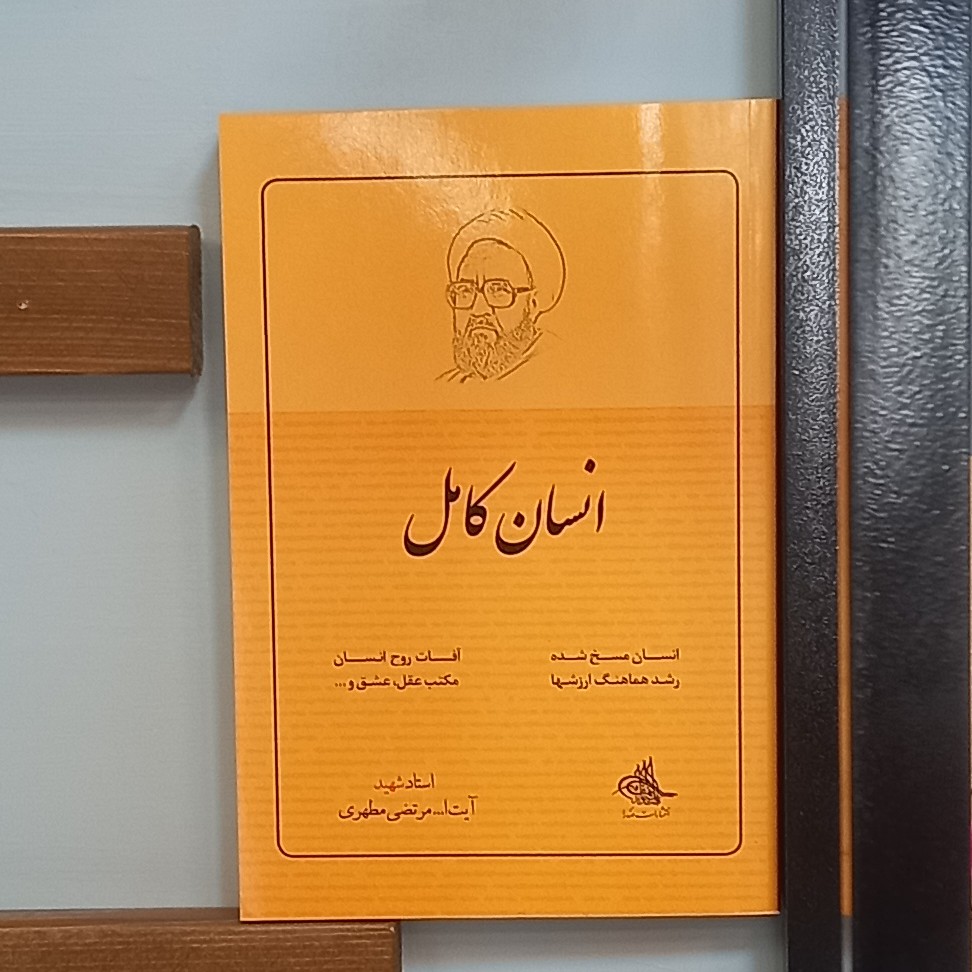 انسان کامل
انسان مسخ شده
رشد هماهنگ ارزشها
آفات روح انسان
مکتب عقل، عشق و...
استاد شهید
آیت ا... مرتضی مطهری